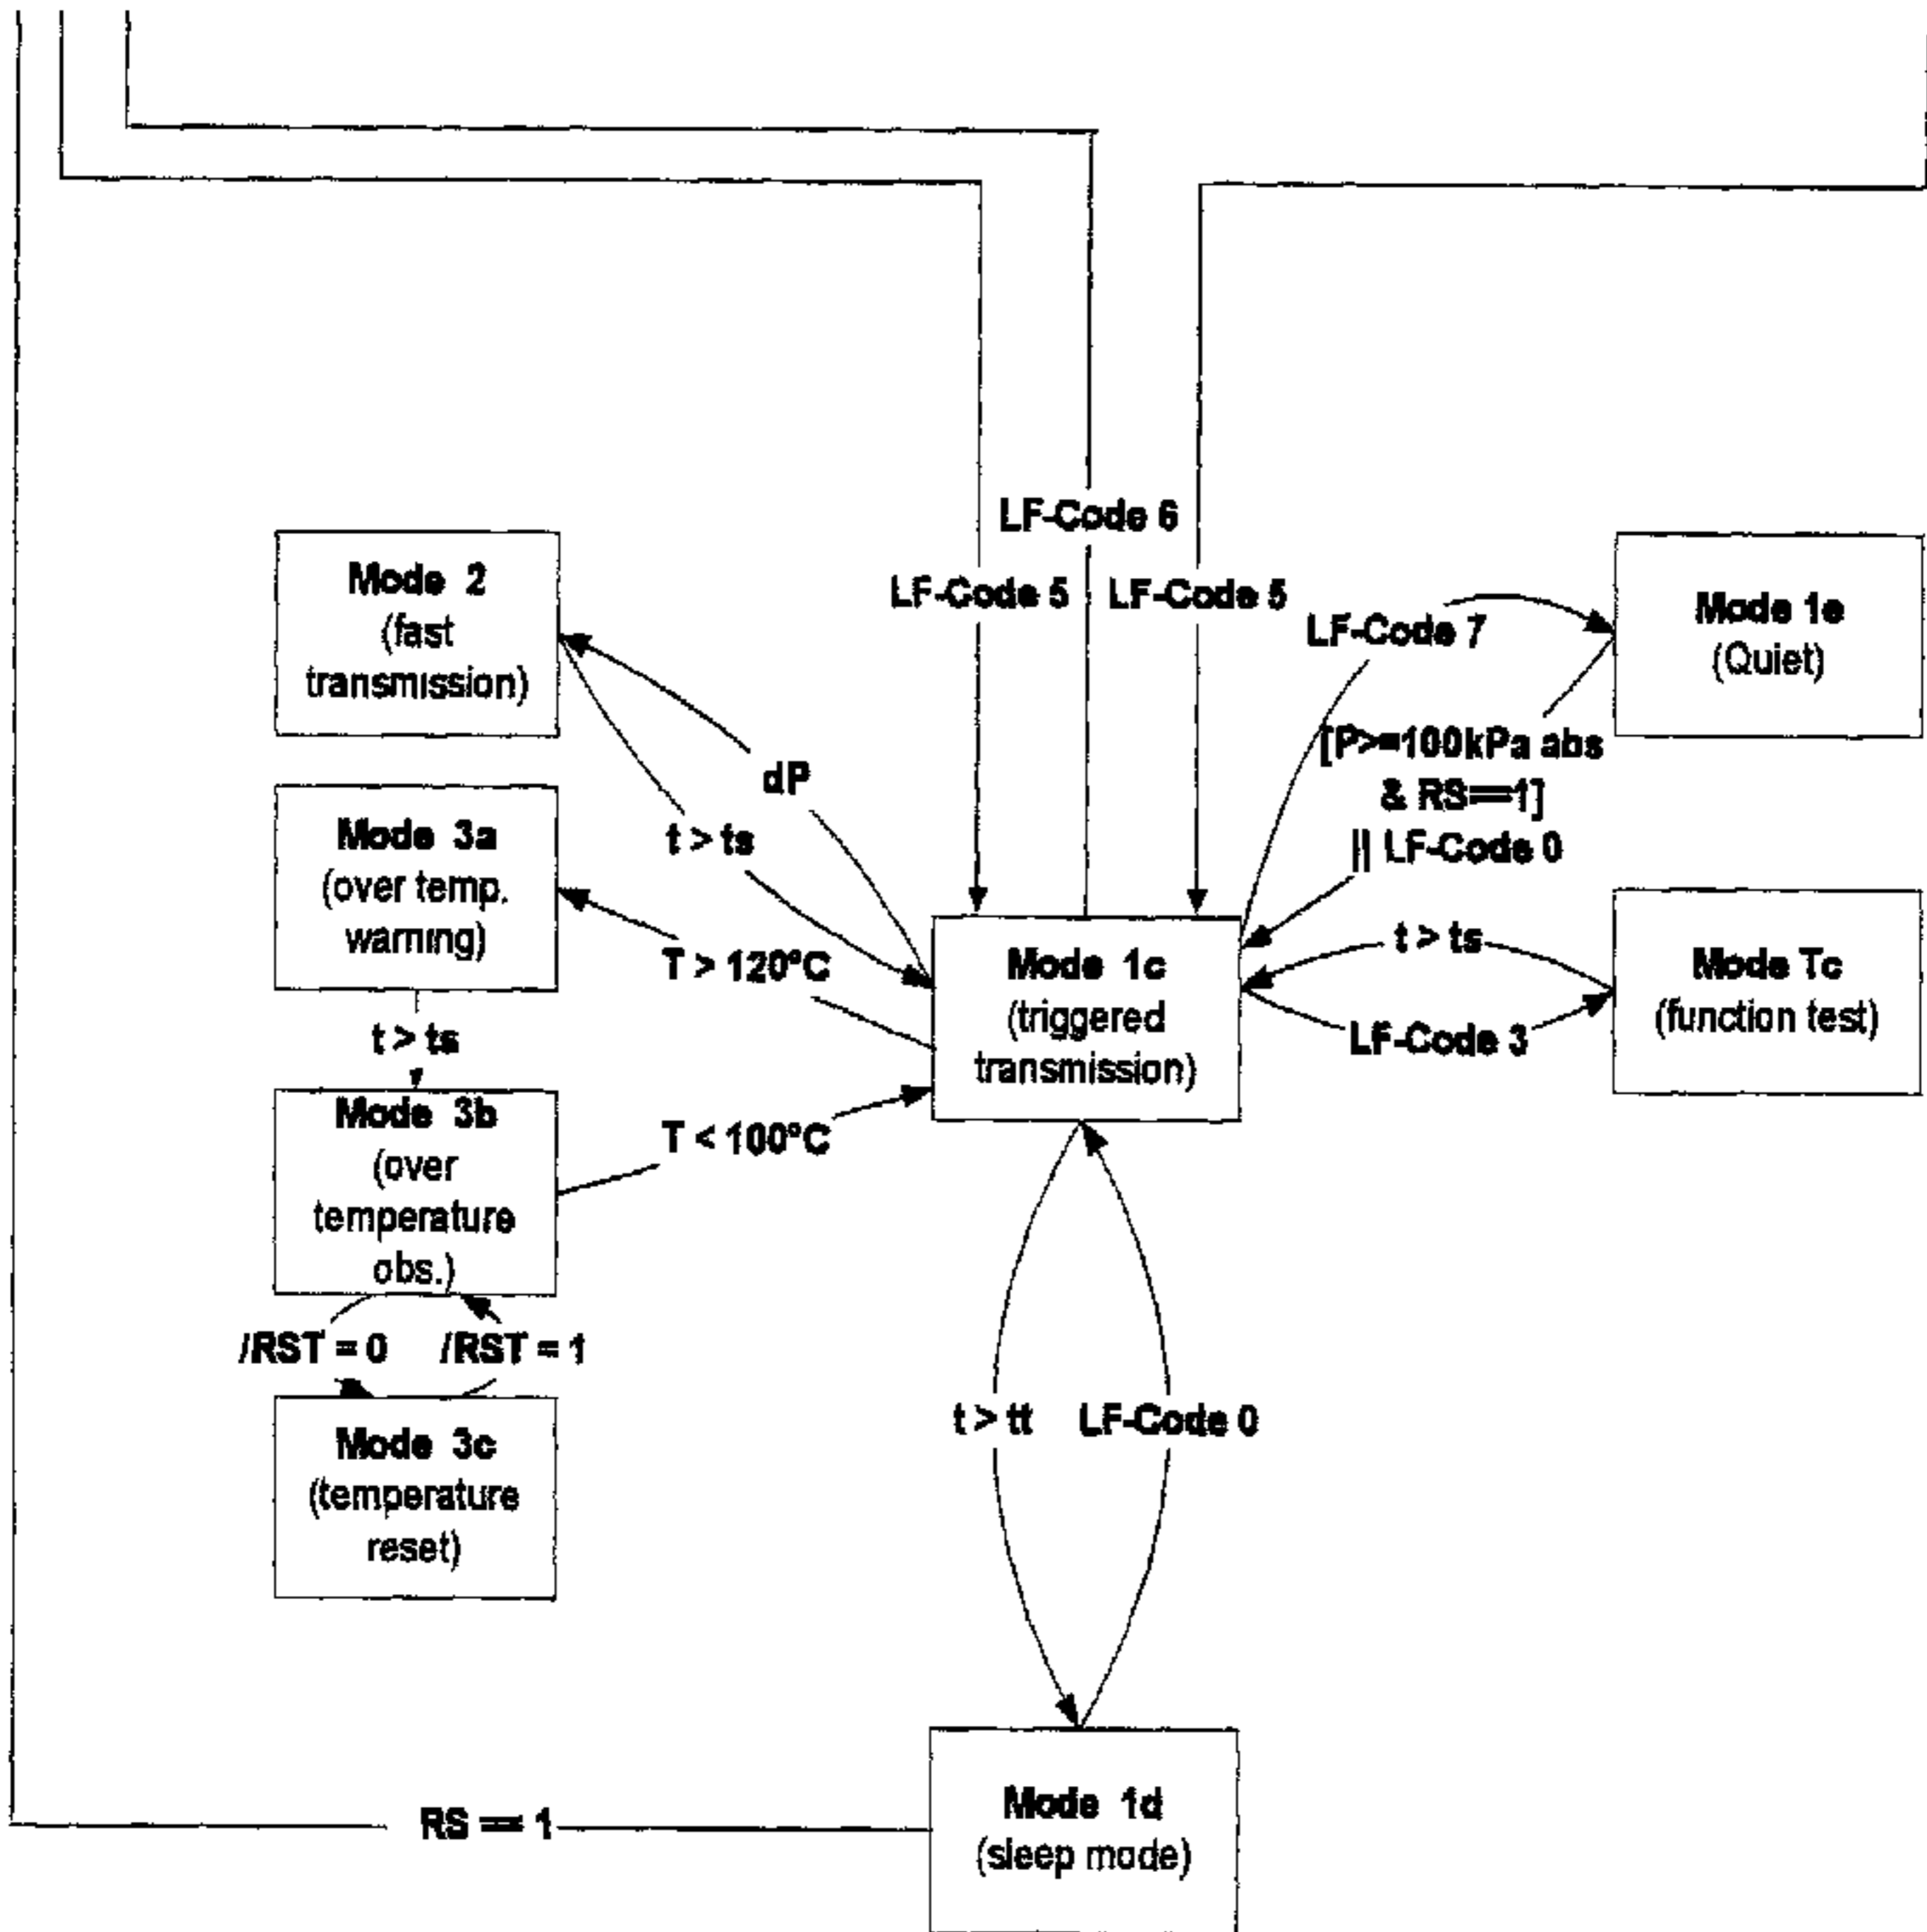 LF-Code 6
LF-Code 5
LF-Code 5
Mode 2
(fast
transmission)
LF-Code 7
Mode 1e
(Quiet)
dP
t > ts
[P>=100kPa abs
& RS==1]
|| LF-Code 0
Mode 3a
(over temp.
warning)
T > 120°C
Mode 1c
(triggered
transmission)
t > ts
LF-Code 3
Mode Tc
(function test)
t > ts
Mode 3b
(over
temperature
obs.)
T < 100°C
/RST = 0
/RST = 1
Mode 3c
(temperature
reset)
t > tt
LF-Code 0
RS == 1
Mode 1d
(sleep mode)